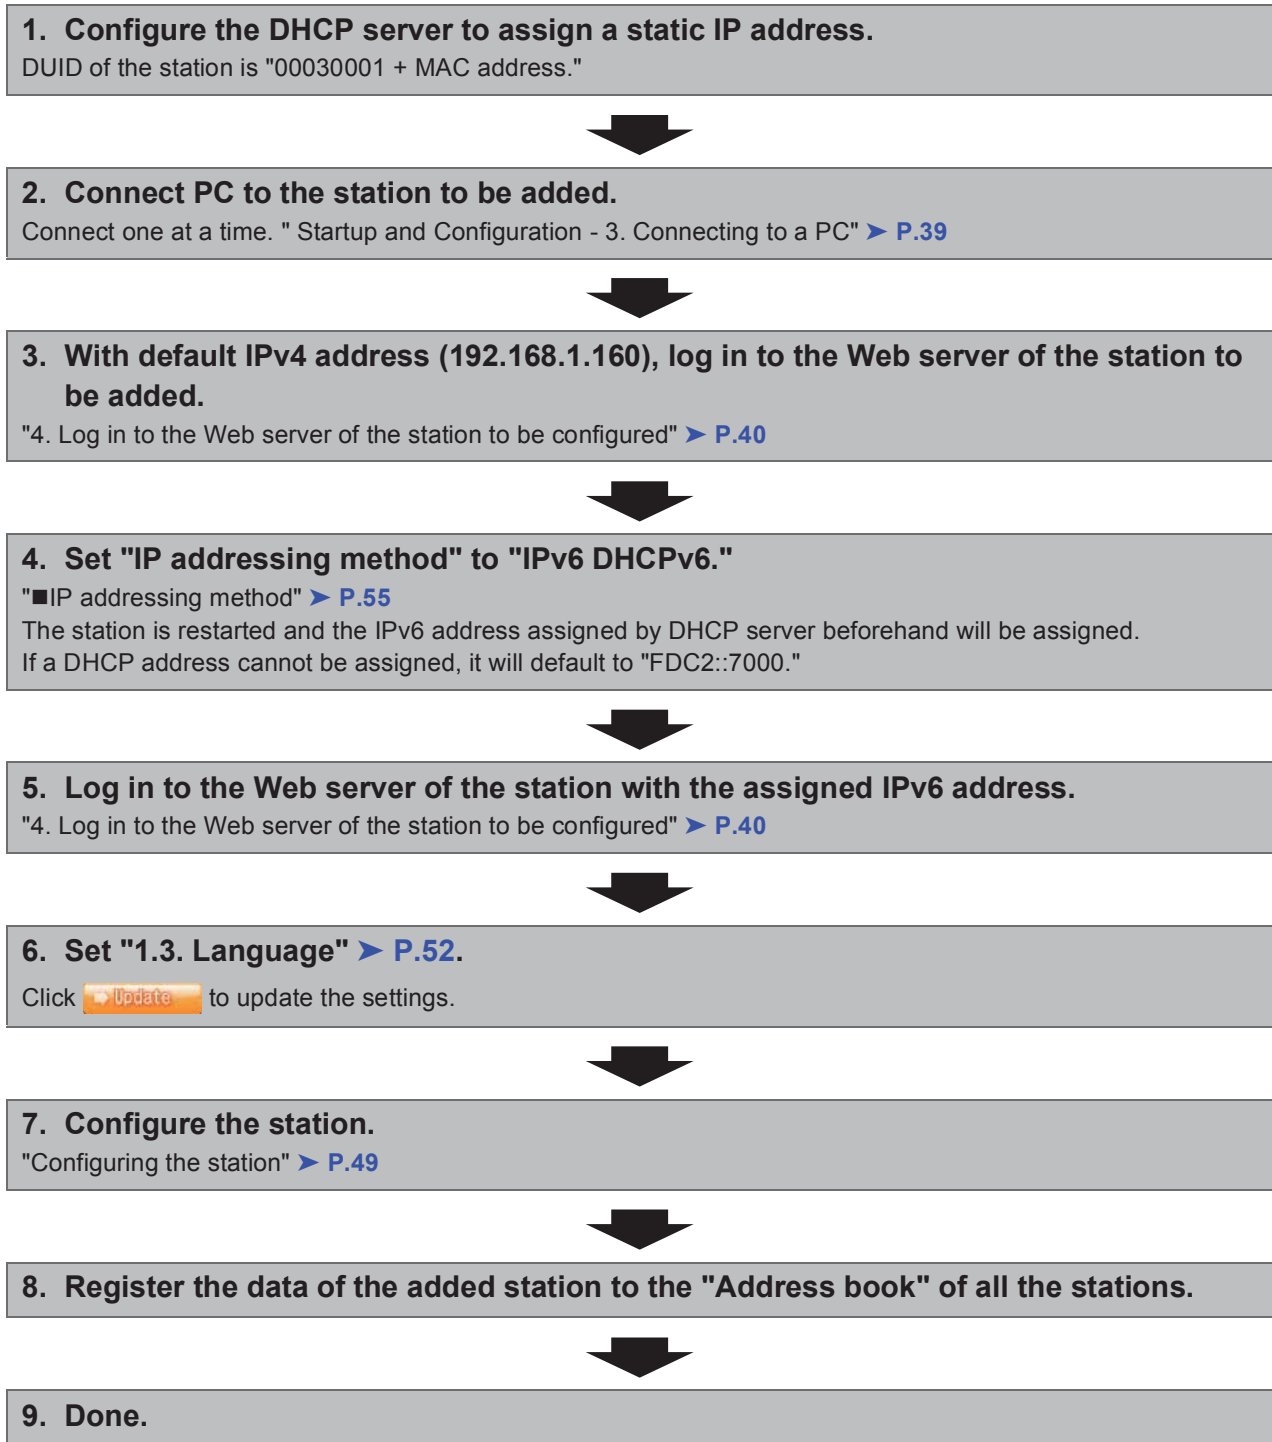 1. Configure the DHCP server to assign a static IP address.
DUID of the station is "00030001 + MAC address."
2. Connect PC to the station to be added.
Connect one at a time. " Startup and Configuration - 3. Connecting to a PC" ➤ P.39
3. With default IPv4 address (192.168.1.160), log in to the Web server of the station to
be added.
"4. Log in to the Web server of the station to be configured" ➤ P.40
4. Set "IP addressing method" to "IPv6 DHCPv6."
"■IP addressing method" ➤ P.55
The station is restarted and the IPv6 address assigned by DHCP server beforehand will be assigned.
If a DHCP address cannot be assigned, it will default to "FDC2::7000."
5. Log in to the Web server of the station with the assigned IPv6 address.
"4. Log in to the Web server of the station to be configured" ➤ P.40
6. Set "1.3. Language" ➤ P.52.
Click Update to update the settings.
7. Configure the station.
"Configuring the station" ➤ P.49
8. Register the data of the added station to the "Address book" of all the stations.
9. Done.